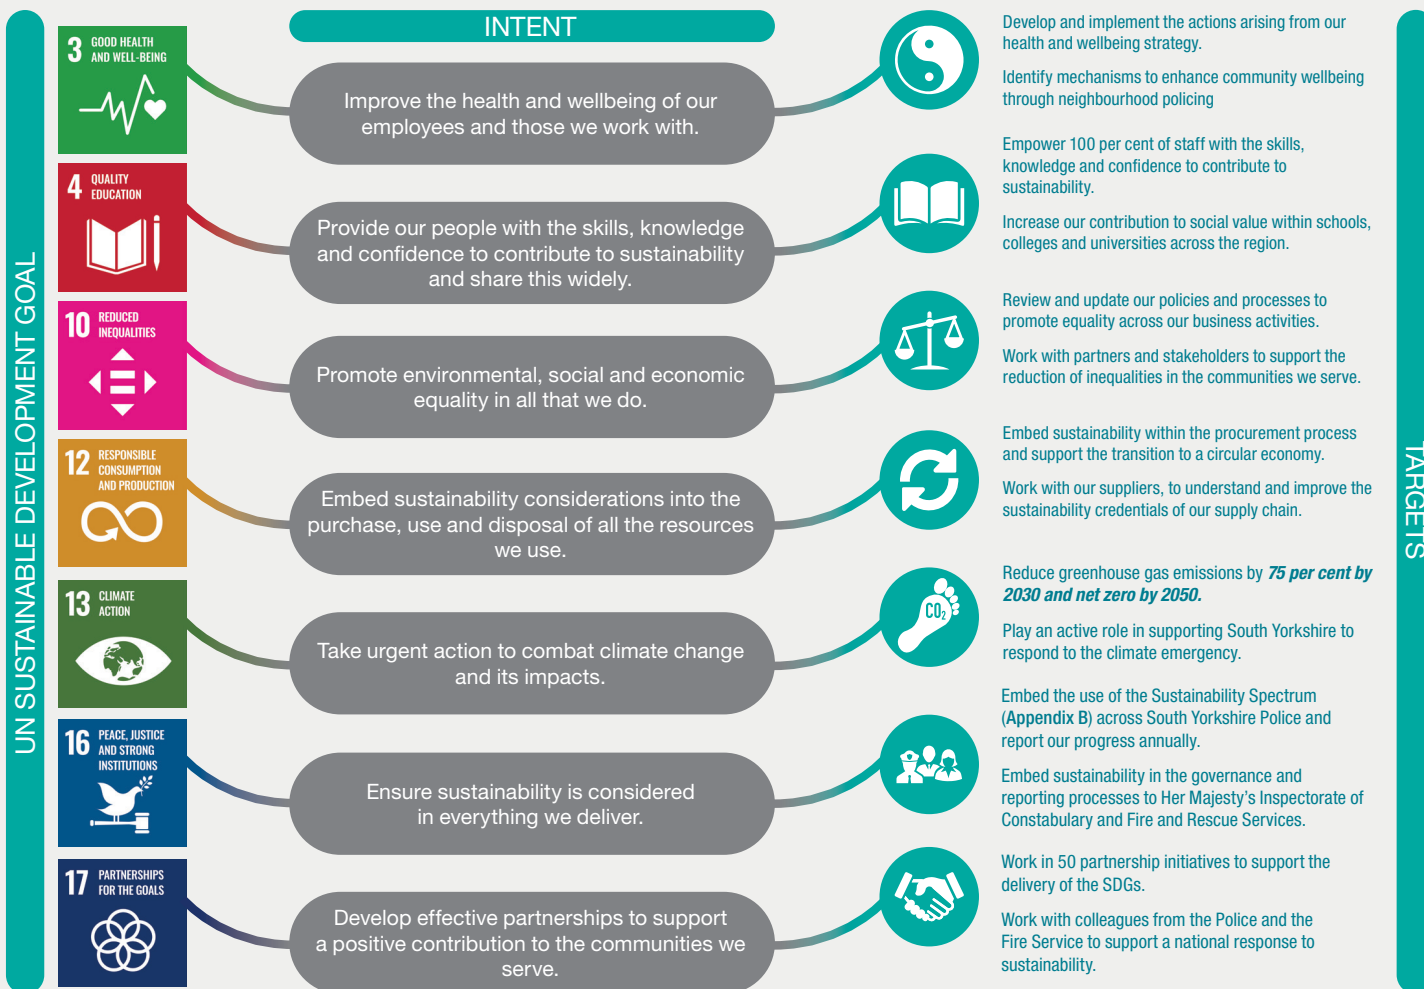 UN SUSTAINABLE DEVELOPMENT GOAL
INTENT
TARGETS
3 GOOD HEALTH
AND WELL-BEING
Improve the health and wellbeing of our
employees and those we work with.
Develop and implement the actions arising from our
health and wellbeing strategy.
Identify mechanisms to enhance community wellbeing
through neighbourhood policing
4 QUALITY
EDUCATION
Provide our people with the skills, knowledge
and confidence to contribute to sustainability
and share this widely.
Empower 100 per cent of staff with the skills,
knowledge and confidence to contribute to
sustainability.
Increase our contribution to social value within schools,
colleges and universities across the region.
10 REDUCED
INEQUALITIES
Promote environmental, social and economic
equality in all that we do.
Review and update our policies and processes to
promote equality across our business activities.
Work with partners and stakeholders to support the
reduction of inequalities in the communities we serve.
12 RESPONSIBLE
CONSUMPTION
AND PRODUCTION
Embed sustainability considerations into the
purchase, use and disposal of all the resources
we use.
Embed sustainability within the procurement process
and support the transition to a circular economy.
Work with our suppliers, to understand and improve the
sustainability credentials of our supply chain.
13 CLIMATE
ACTION
Take urgent action to combat climate change
and its impacts.
CO₂
Reduce greenhouse gas emissions by 75 per cent by
2030 and net zero by 2050.
Play an active role in supporting South Yorkshire to
respond to the climate emergency.
16 PEACE, JUSTICE
AND STRONG
INSTITUTIONS
Ensure sustainability is considered
in everything we deliver.
Embed the use of the Sustainability Spectrum
(Appendix B) across South Yorkshire Police and
report our progress annually.
Embed sustainability in the governance and
reporting processes to Her Majesty's Inspectorate of
Constabulary and Fire and Rescue Services.
17 PARTNERSHIPS
FOR THE GOALS
Develop effective partnerships to support
a positive contribution to the communities we
serve.
Work in 50 partnership initiatives to support the
delivery of the SDGs.
Work with colleagues from the Police and the
Fire Service to support a national response to
sustainability.